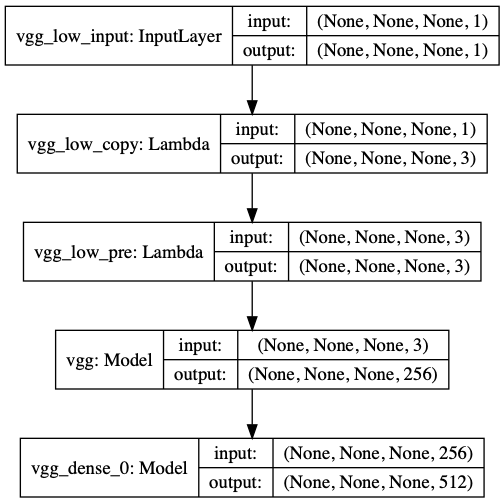 vgg_low_input: InputLayer
input: (None, None, None, 1)
output: (None, None, None, 1)
vgg_low_copy: Lambda
input: (None, None, None, 1)
output: (None, None, None, 3)
vgg_low_pre: Lambda
input: (None, None, None, 3)
output: (None, None, None, 3)
vgg: Model
input: (None, None, None, 3)
output: (None, None, None, 256)
vgg_dense_0: Model
input: (None, None, None, 256)
output: (None, None, None, 512)